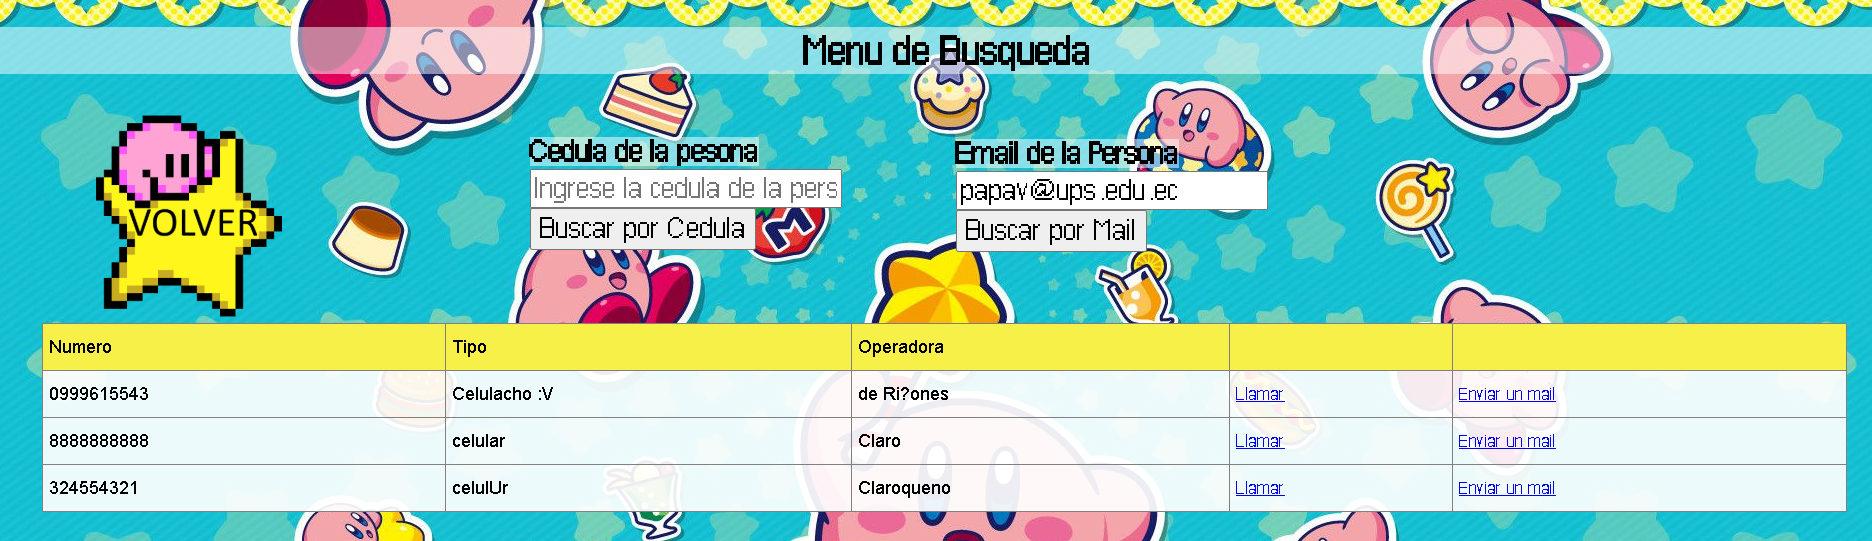 Menu de Busqueda
VOLVER
Cedula de la pesona
Ingrese la cedula de la pers
Buscar por Cedula
Email de la Persona
papav@ups.edu.ec
Buscar por Mail
Numero Tipo Operadora
0999615543 Celulacho :V de Ri?ones Llamar Enviar un mail
8888888888 celular Claro Llamar Enviar un mail
324554321 celulUr Claroqueno Llamar Enviar un mail